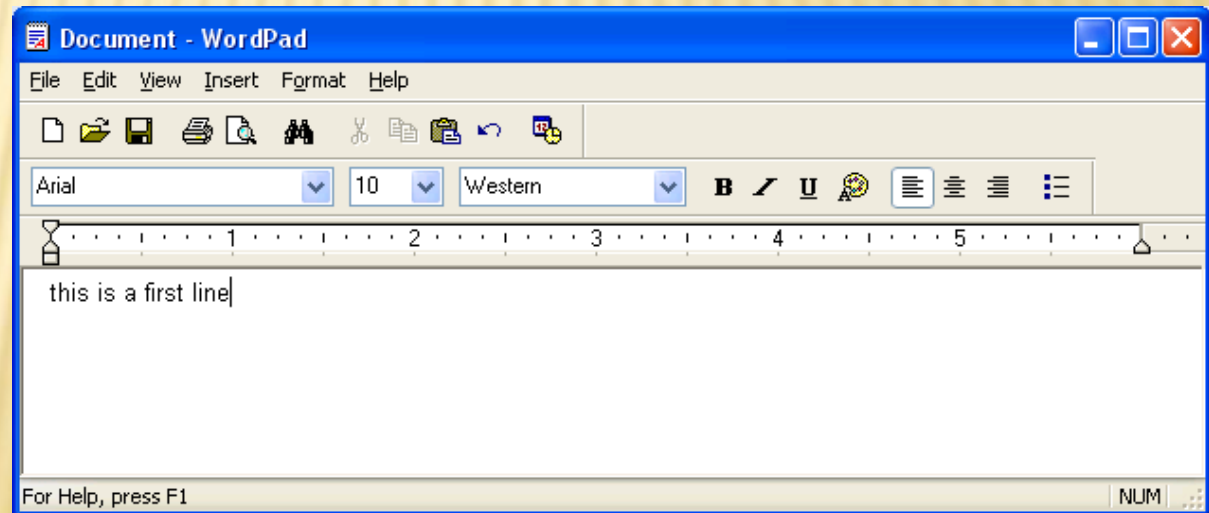 Document - WordPad
File Edit View Insert Format Help
Arial 10 Western B I U
1 2 3 4 5
this is a first line
For Help, press F1 NUM